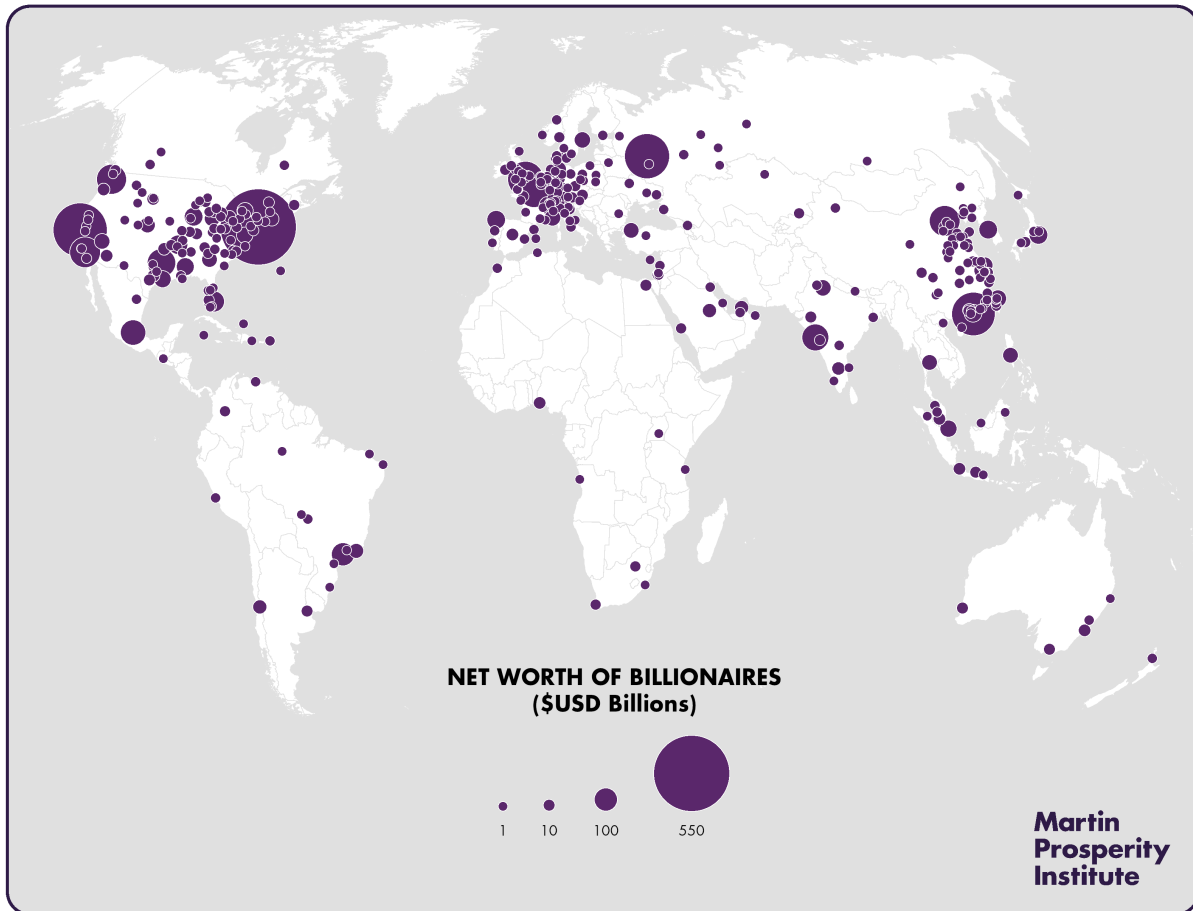 NET WORTH OF BILLIONAIRES
($USD Billions)
1 10 100 550
Martin
Prosperity
Institute